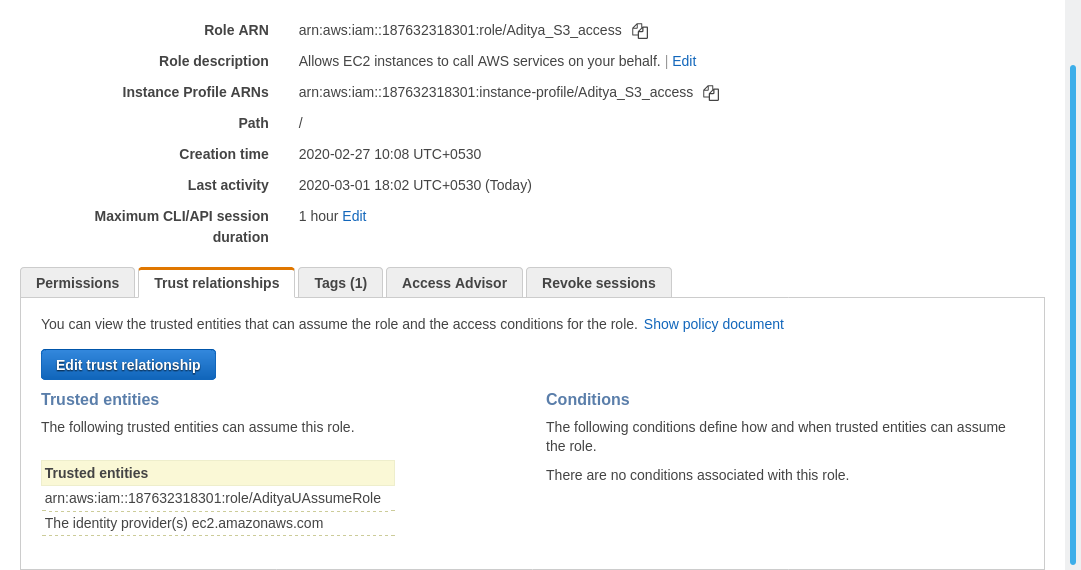 Role ARN arn:aws:iam::187632318301:role/Aditya_S3_access
Role description Allows EC2 instances to call AWS services on your behalf. | Edit
Instance Profile ARNs arn:aws:iam::187632318301:instance-profile/Aditya_S3_access
Path /
Creation time 2020-02-27 10:08 UTC+0530
Last activity 2020-03-01 18:02 UTC+0530 (Today)
Maximum CLI/API session 1 hour Edit
duration
Permissions Trust relationships Tags (1) Access Advisor Revoke sessions
You can view the trusted entities that can assume the role and the access conditions for the role. Show policy document
Edit trust relationship
Trusted entities
The following trusted entities can assume this role.
Trusted entities
arn:aws:iam::187632318301:role/AdityaUAssumeRole
The identity provider(s) ec2.amazonaws.com
Conditions
The following conditions define how and when trusted entities can assume
the role.
There are no conditions associated with this role.